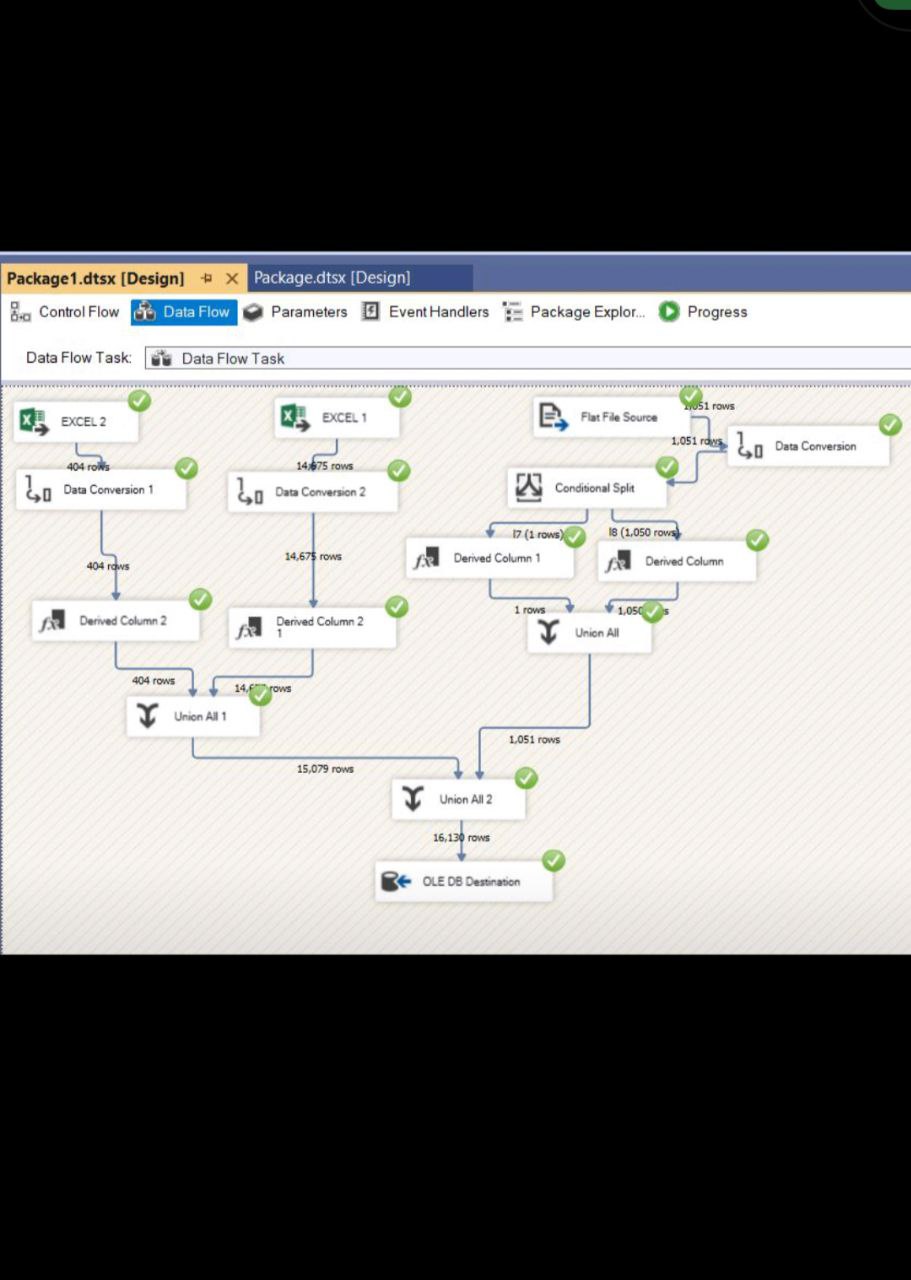 Package1.dtsx [Design]
Package.dtsx [Design]
Control Flow
Data Flow
Parameters
Event Handlers
Package Explor...
Progress
Data Flow Task:
Data Flow Task
EXCEL 2
EXCEL 1
Flat File Source
1,051 rows
1,051 rows
Data Conversion
404 rows
14,675 rows
Data Conversion 1
Data Conversion 2
Conditional Split
I7 (1 rows)
I8 (1,050 rows)
404 rows
14,675 rows
Derived Column 1
Derived Column
Derived Column 2
Derived Column 2
1
1 rows
1,050
Union All
404 rows
rows
Union All 1
1,051 rows
15,079 rows
Union All 2
16,130 rows
OLE DB Destination